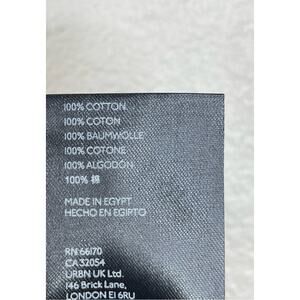 100% COTTON
100% COTON
100% BAUMWOLLE
100% COTONE
100% ALGODÓN
100% 棉
MADE IN EGYPT
HECHO EN EGIPTO
RN 66170
CA 32054
URBN UK Ltd.
146 Brick Lane,
LONDON E1 6RU